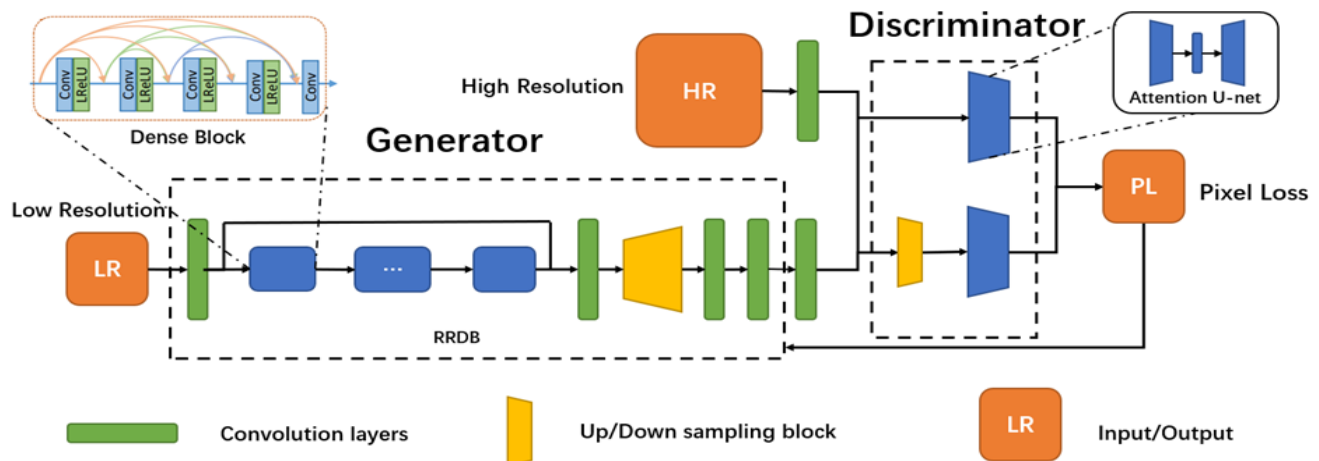 Discriminator
Conv
LReLU
Conv
LReLU
Conv
LReLU
Conv
LReLU
Conv
Dense Block
High Resolution
HR
Attention U-net
Generator
Low Resolution
LR
...
RRDB
PL
Pixel Loss
Convolution layers
Up/Down sampling block
LR
Input/Output